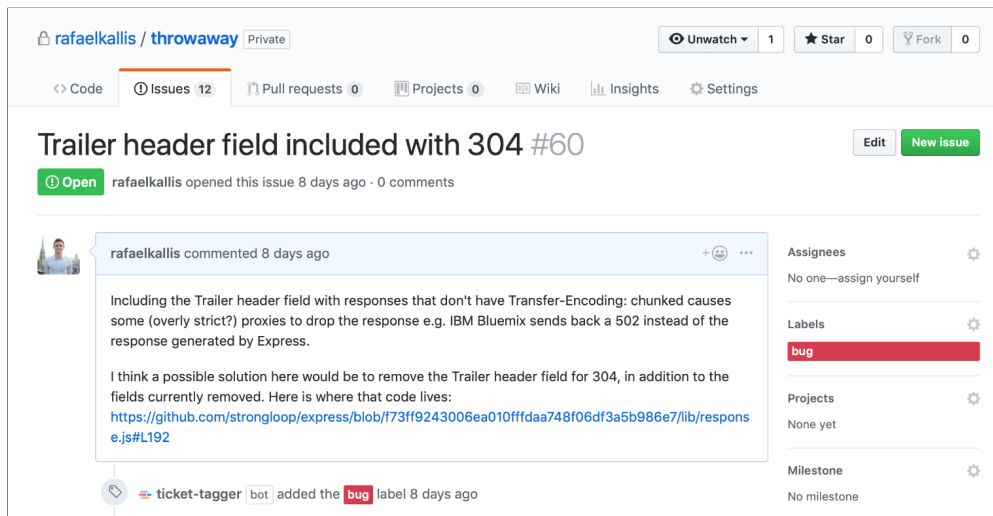 rafaelkallis / throwaway Private
Unwatch 1 Star 0 Fork 0
Code Issues 12 Pull requests 0 Projects 0 Wiki Insights Settings
Trailer header field included with 304 #60
Edit New issue
Open rafaelkallis opened this issue 8 days ago · 0 comments
rafaelkallis commented 8 days ago
Including the Trailer header field with responses that don't have Transfer-Encoding: chunked causes
some (overly strict?) proxies to drop the response e.g. IBM Bluemix sends back a 502 instead of the
response generated by Express.
I think a possible solution here would be to remove the Trailer header field for 304, in addition to the
fields currently removed. Here is where that code lives:
https://github.com/strongloop/express/blob/f73ff9243006ea010fffdaa748f06df3a5b986e7/lib/respons
e.js#L192
ticket-tagger bot added the bug label 8 days ago
Assignees
No one—assign yourself
Labels
bug
Projects
None yet
Milestone
No milestone